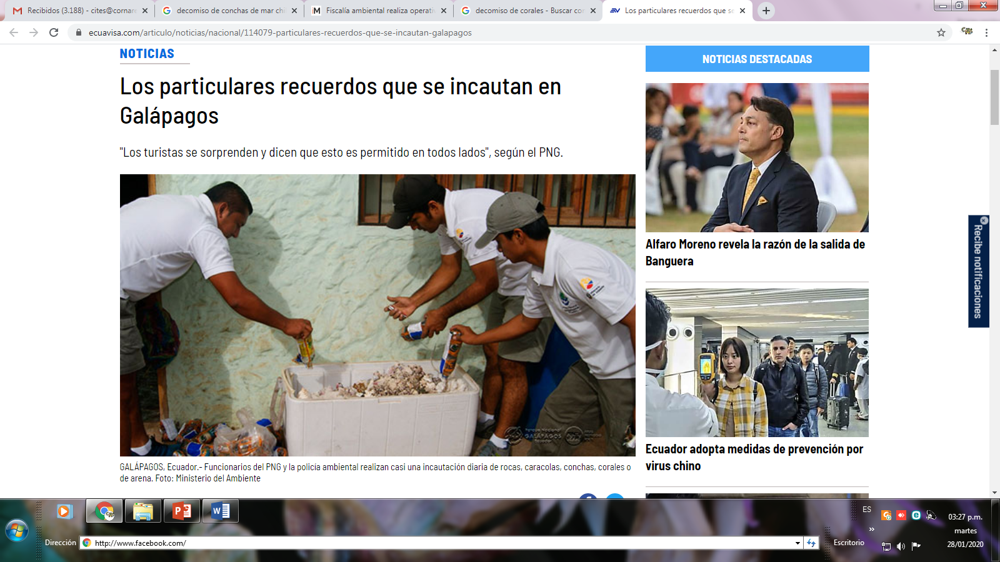 Recibidos (3.188) - cites@cornare
decomiso de conchas de mar chi
Fiscalía ambiental realiza operativ
decomiso de corales - Buscar con
Los particulares recuerdos que se
ecuavisa.com/articulo/noticias/nacional/114079-particulares-recuerdos-que-se-incautan-galapagos
NOTICIAS
Los particulares recuerdos que se incautan en
Galápagos
"Los turistas se sorprenden y dicen que esto es permitido en todos lados", según el PNG.
GALÁPAGOS, Ecuador.- Funcionarios del PNG y la policía ambiental realizan casi una incautación diaria de rocas, caracolas, conchas, corales o
de arena. Foto: Ministerio del Ambiente
NOTICIAS DESTACADAS
Alfaro Moreno revela la razón de la salida de
Banguera
Ecuador adopta medidas de prevención por
virus chino
Recibe notificaciones
ES
03:27 p.m.
martes
28/01/2020
Dirección
http://www.facebook.com/
Escritorio